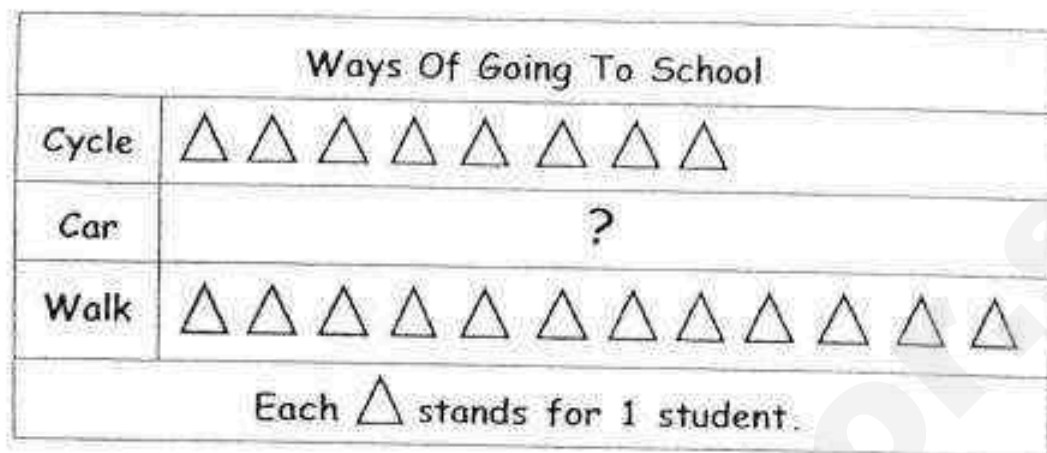 Ways Of Going To School
Cycle
Car ?
Walk
Each △ stands for 1 student.